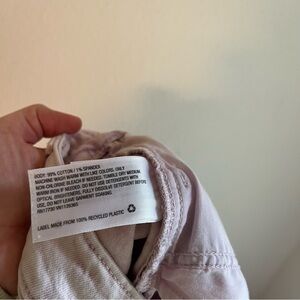 BODY: 99% COTTON / 1% SPANDEX
MACHINE WASH WARM WITH LIKE COLORS. ONLY
NON-CHLORINE BLEACH IF NEEDED. TUMBLE DRY MEDIUM.
WARM IRON IF NEEDED. DO NOT USE DETERGENTS WITH
OPTICAL BRIGHTENERS. FULLY DISSOLVE DETERGENT BEFORE
USE. DO NOT LEAVE GARMENT SOAKING.
LABEL MADE FROM 100% RECYCLED PLASTIC